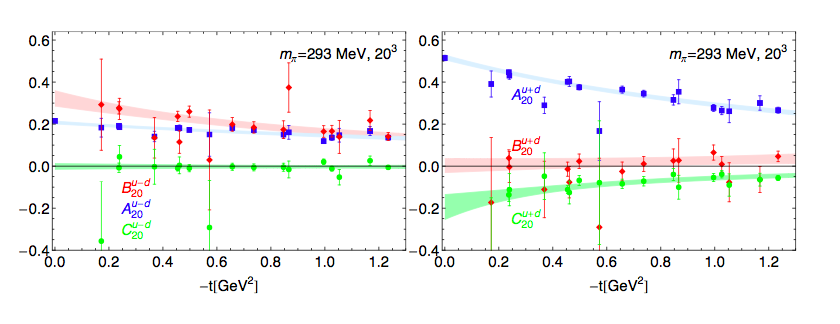 m_π=293 MeV, 20^3
0.6
0.4
0.2
0.0
−0.2
−0.4
B_20^{u−d}
A_20^{u−d}
C_20^{u−d}
0.0 0.2 0.4 0.6 0.8 1.0 1.2
−t[GeV^2]
m_π=293 MeV, 20^3
0.6
0.4
0.2
0.0
−0.2
−0.4
A_20^{u+d}
B_20^{u+d}
C_20^{u+d}
0.0 0.2 0.4 0.6 0.8 1.0 1.2
−t[GeV^2]